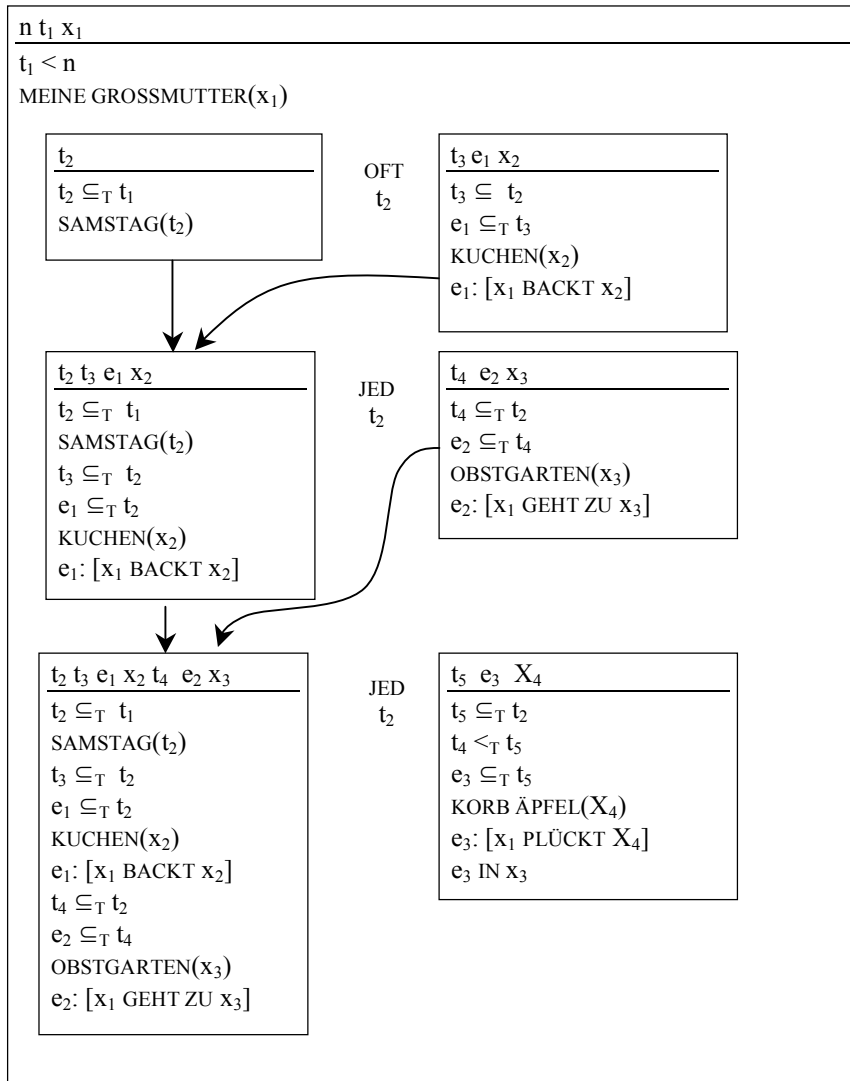 n t₁ x₁
t₁ < n
MEINE GROSSMUTTER(x₁)
t₂
t₂ ⊆T t₁
SAMSTAG(t₂)
OFT
t₂
t₃ e₁ x₂
t₃ ⊆ t₂
e₁ ⊆T t₃
KUCHEN(x₂)
e₁: [x₁ BACKT x₂]
t₂ t₃ e₁ x₂
t₂ ⊆T t₁
SAMSTAG(t₂)
t₃ ⊆T t₂
e₁ ⊆T t₂
KUCHEN(x₂)
e₁: [x₁ BACKT x₂]
JED
t₂
t₄ e₂ x₃
t₄ ⊆T t₂
e₂ ⊆T t₄
OBSTGARTEN(x₃)
e₂: [x₁ GEHT ZU x₃]
t₂ t₃ e₁ x₂ t₄ e₂ x₃
t₂ ⊆T t₁
SAMSTAG(t₂)
t₃ ⊆T t₂
e₁ ⊆T t₂
KUCHEN(x₂)
e₁: [x₁ BACKT x₂]
t₄ ⊆T t₂
e₂ ⊆T t₄
OBSTGARTEN(x₃)
e₂: [x₁ GEHT ZU x₃]
JED
t₂
t₅ e₃ X₄
t₅ ⊆T t₂
t₄ <T t₅
e₃ ⊆T t₅
KORB ÄPFEL(X₄)
e₃: [x₁ PLÜCKT X₄]
e₃ IN x₃